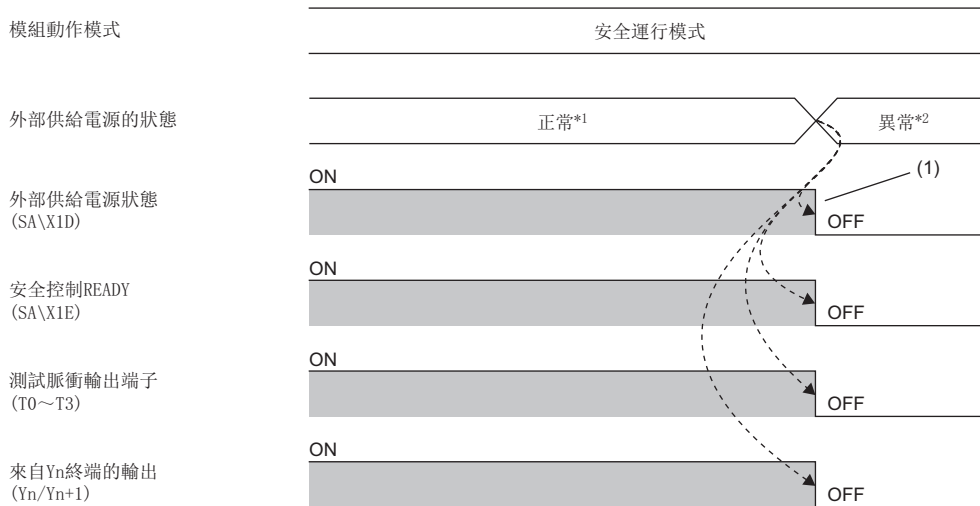 模組動作模式
安全運行模式
外部供給電源的狀態
正常*1
異常*2
(1)
外部供給電源狀態
(SA\X1D)
ON
OFF
安全控制READY
(SA\X1E)
ON
OFF
測試脈衝輸出端子
(T0～T3)
ON
OFF
來自Yn終端的輸出
(Yn/Yn+1)
ON
OFF